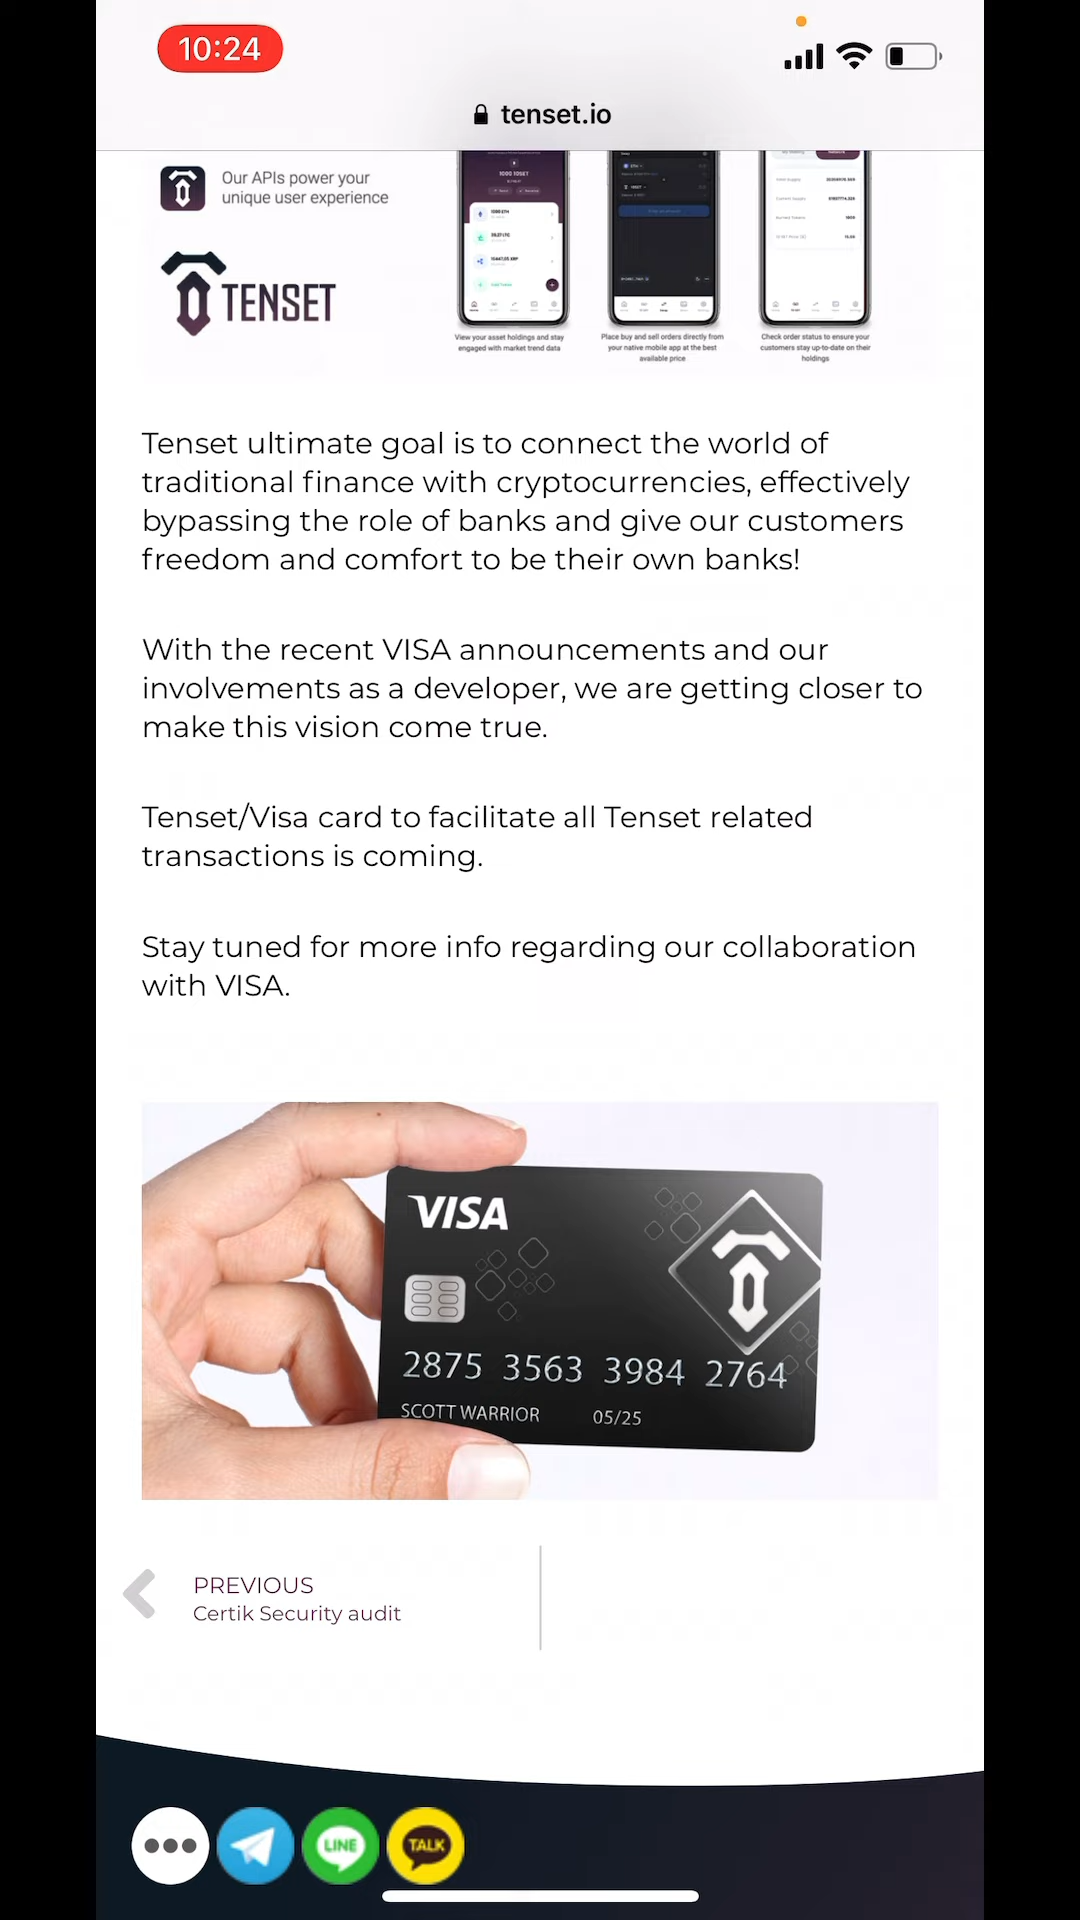 10:24
tenset.io
Our APIs power your
unique user experience
TENSET
1000 10SET
1000 ETH
Add Token
View your asset holdings and stay
engaged with market trend data
Place buy and sell orders directly from
your native mobile app at the best
available price
Check order status to ensure your
customers stay up-to-date on their
holdings
Tenset ultimate goal is to connect the world of
traditional finance with cryptocurrencies, effectively
bypassing the role of banks and give our customers
freedom and comfort to be their own banks!
With the recent VISA announcements and our
involvements as a developer, we are getting closer to
make this vision come true.
Tenset/Visa card to facilitate all Tenset related
transactions is coming.
Stay tuned for more info regarding our collaboration
with VISA.
VISA
2875 3563 3984 2764
SCOTT WARRIOR 05/25
PREVIOUS
Certik Security audit
LINE
TALK